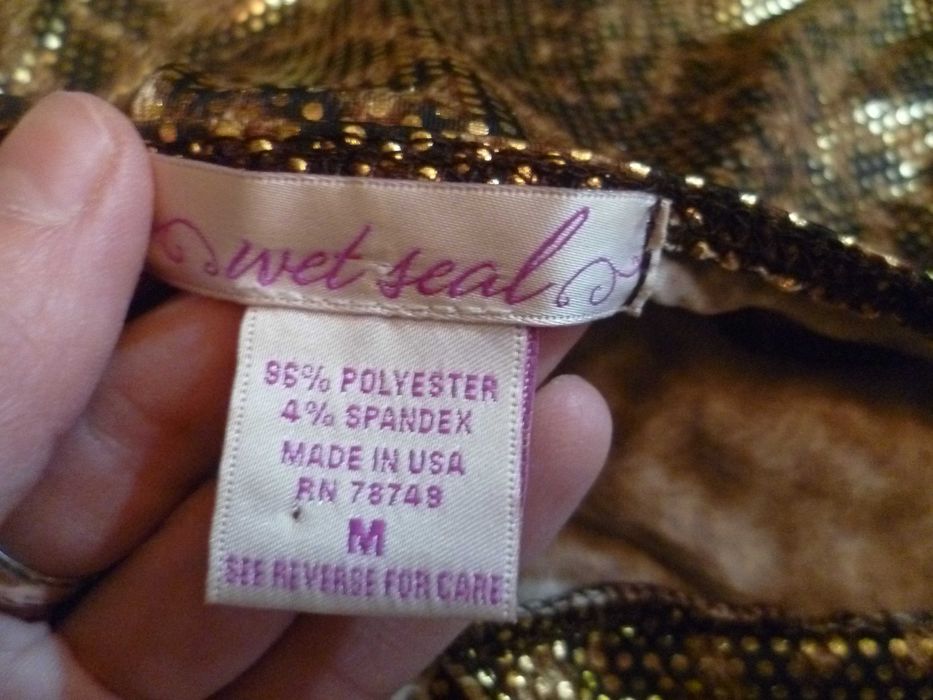 wet seal
96% POLYESTER
4% SPANDEX
MADE IN USA
RN 78749
M
SEE REVERSE FOR CARE